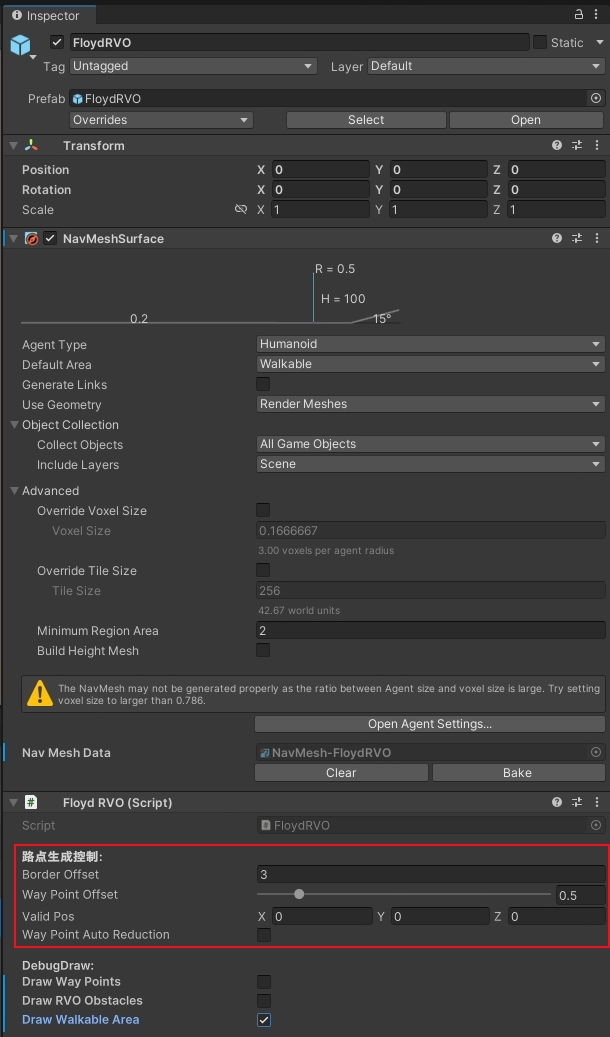 Inspector
FloydRVO Static
Tag Untagged Layer Default
Prefab FloydRVO
Overrides Select Open
Transform
Position X 0 Y 0 Z 0
Rotation X 0 Y 0 Z 0
Scale X 1 Y 1 Z 1
NavMeshSurface
R = 0.5
H = 100
0.2 15°
Agent Type Humanoid
Default Area Walkable
Generate Links
Use Geometry Render Meshes
Object Collection
Collect Objects All Game Objects
Include Layers Scene
Advanced
Override Voxel Size
Voxel Size 0.1666667
3.00 voxels per agent radius
Override Tile Size
Tile Size 256
42.67 world units
Minimum Region Area 2
Build Height Mesh
The NavMesh may not be generated properly as the ratio between Agent size and voxel size is large. Try setting
voxel size to larger than 0.786.
Open Agent Settings...
Nav Mesh Data NavMesh-FloydRVO
Clear Bake
# Floyd RVO (Script)
Script # FloydRVO
路点生成控制:
Border Offset 3
Way Point Offset 0.5
Valid Pos X 0 Y 0 Z 0
Way Point Auto Reduction
DebugDraw:
Draw Way Points
Draw RVO Obstacles
Draw Walkable Area